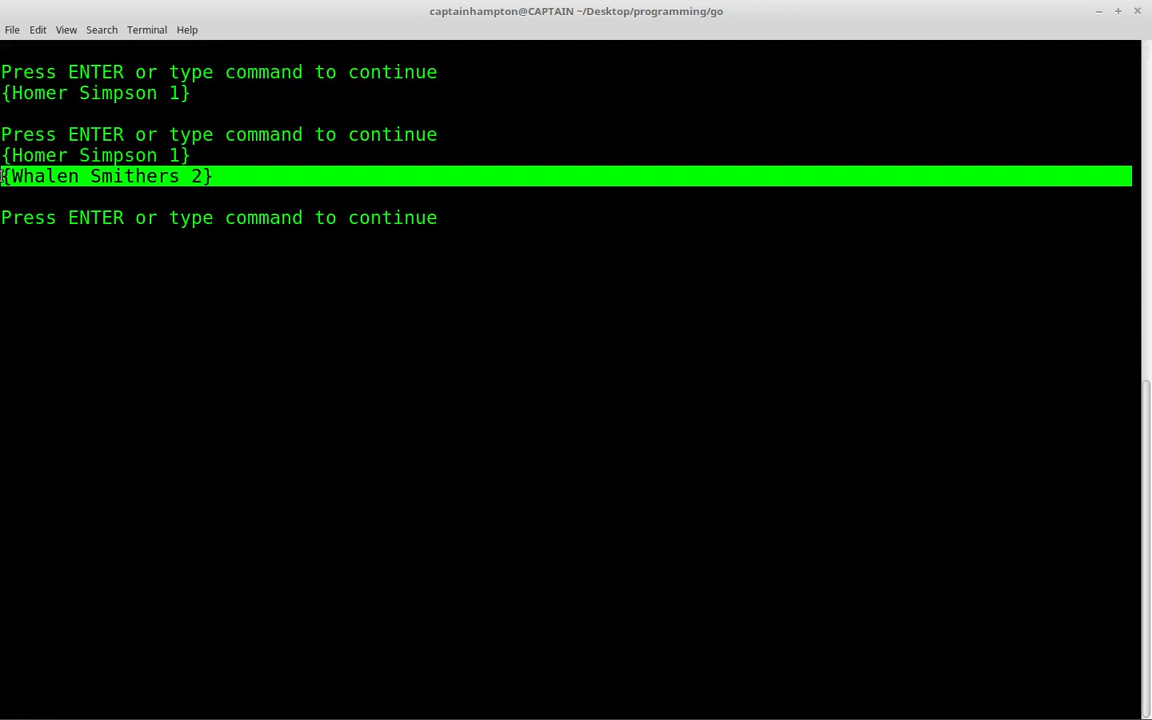 captainhampton@CAPTAIN ~/Desktop/programming/go
File Edit View Search Terminal Help
Press ENTER or type command to continue
{Homer Simpson 1}
Press ENTER or type command to continue
{Homer Simpson 1}
{Whalen Smithers 2}
Press ENTER or type command to continue